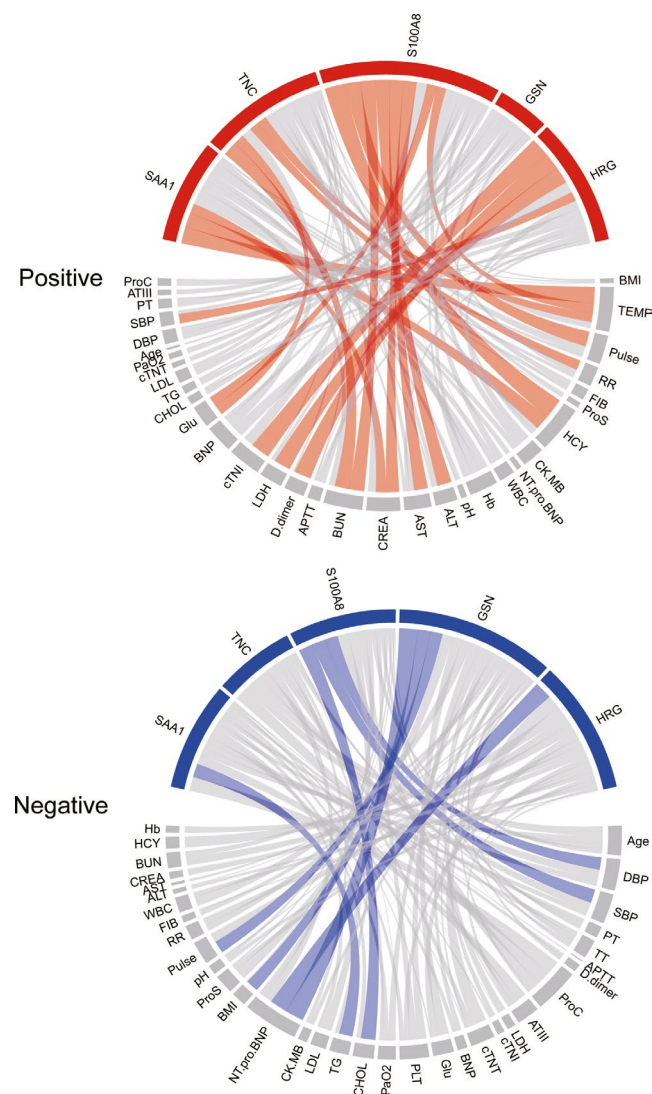 S100A8
TNC
GSN
SAA1
HRG
Positive
ProC
ATIII
PT
SBP
DBP
Age
PaO2
cTNT
LDL
TG
CHOL
Glu
BNP
cTNI
LDH
D.dimer
APTT
BUN
CREA
AST
ALT
pH
Hb
WBC
NT.pro.BNP
CK.MB
HCY
ProS
FIB
RR
Pulse
TEMP
BMI
S100A8
TNC
GSN
SAA1
HRG
Negative
Hb
HCY
BUN
CREA
AST
ALT
WBC
FIB
RR
Pulse
pH
ProS
BMI
NT.pro.BNP
CK.MB
LDL
TG
CHOL
PaO2
PLT
Glu
BNP
cTNT
cTNI
LDH
ATIII
ProC
D.dimer
APTT
TT
PT
SBP
DBP
Age